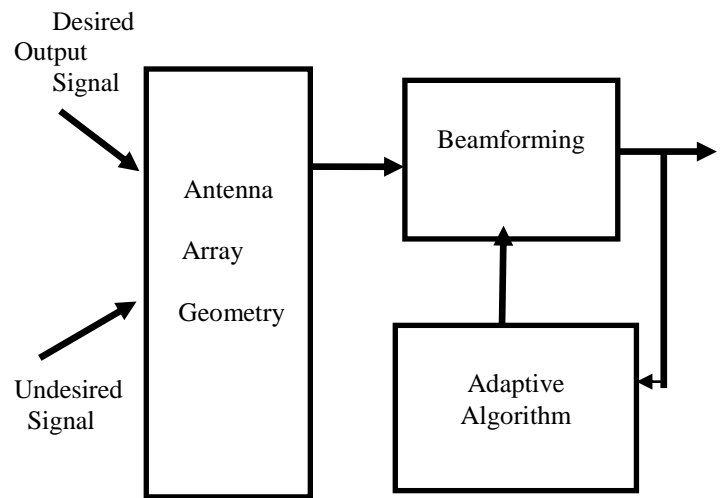 Desired
Output
Signal
Antenna
Array
Geometry
Undesired
Signal
Beamforming
Adaptive
Algorithm